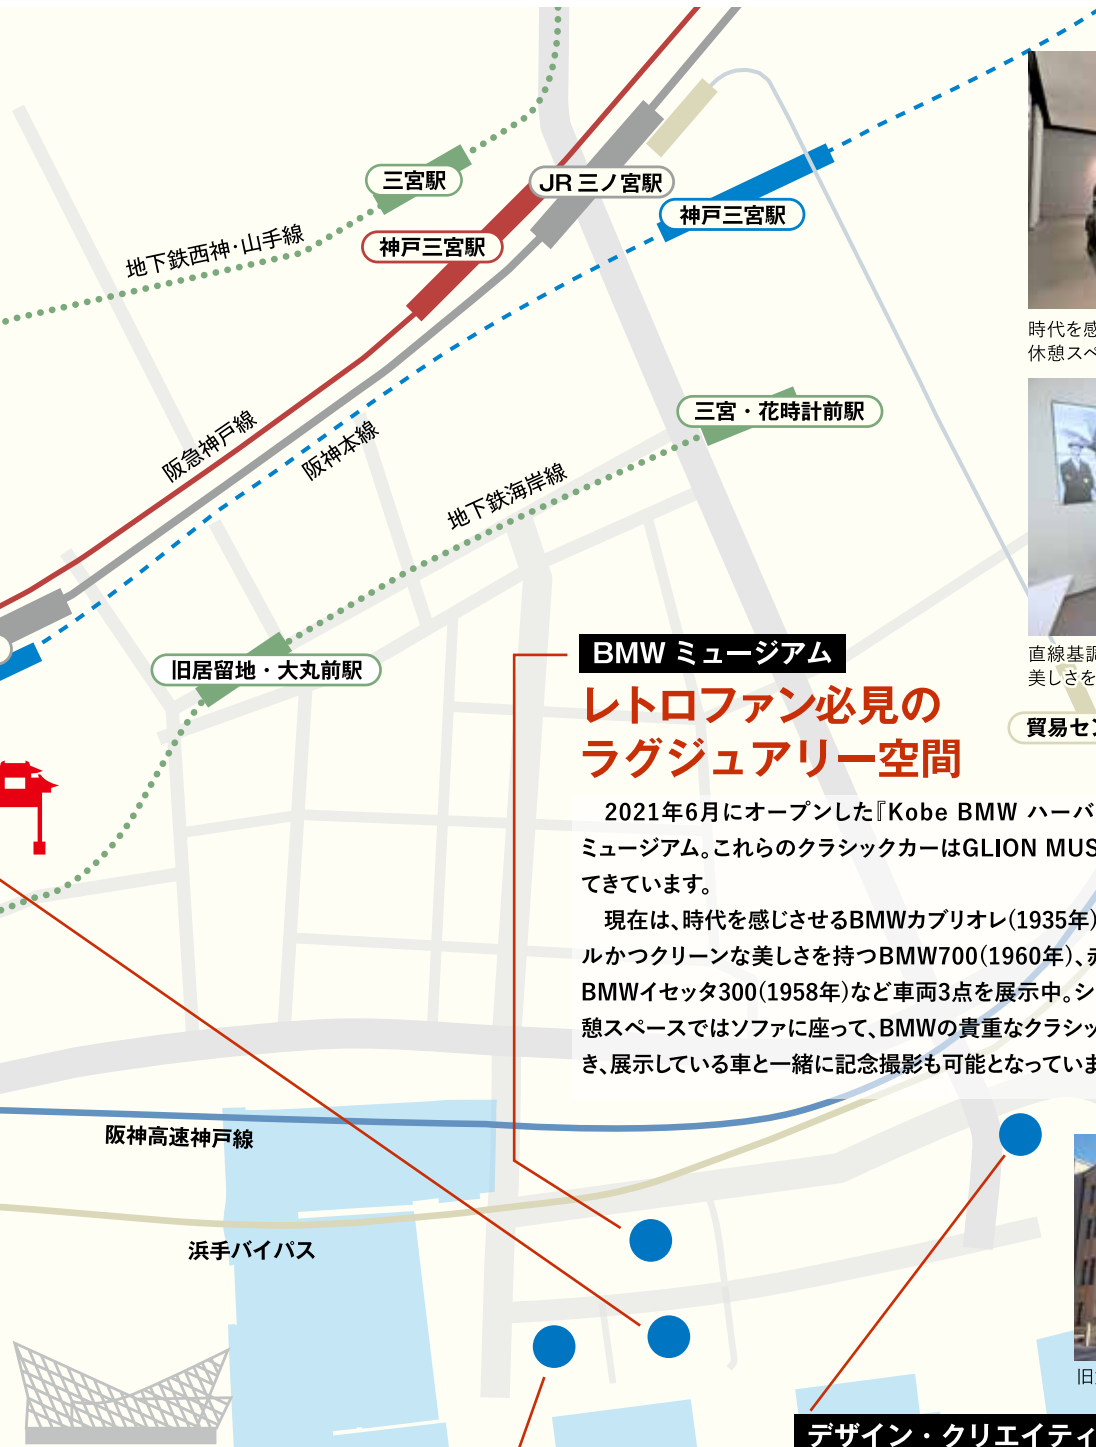 三宮駅
JR 三ノ宮駅
神戸三宮駅
神戸三宮駅
地下鉄西神・山手線
時代を感
休憩スペ
三宮・花時計前駅
阪急神戸線
阪神本線
地下鉄海岸線
旧居留地・大丸前駅
直線基調
美しさを
貿易セン
BMW ミュージアム
レトロファン必見の
ラグジュアリー空間
2021年6月にオープンした『Kobe BMW ハーバ
ミュージアム。これらのクラシックカーはGLION MUS
てきています。
現在は、時代を感じさせるBMWカブリオレ(1935年)
ルかつクリーンな美しさを持つBMW700(1960年)、赤
BMWイセッタ300(1958年)など車両3点を展示中。シ
憩スペースではソファに座って、BMWの貴重なクラシッ
き、展示している車と一緒に記念撮影も可能となっていま
阪神高速神戸線
浜手バイパス
旧
デザイン・クリエイティ